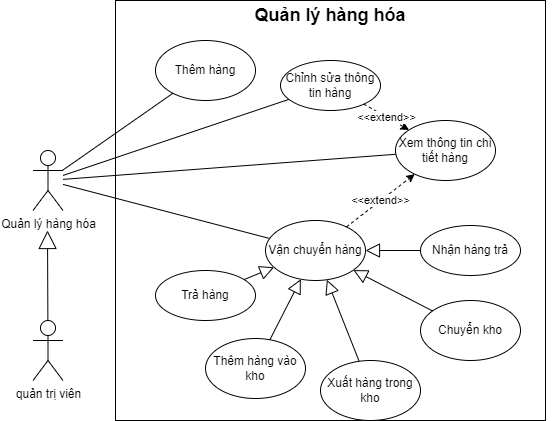 Quản lý hàng hóa
Thêm hàng
Chỉnh sửa thông
tin hàng
<<extend>>
Xem thông tin chi
tiết hàng
Quản lý hàng hóa
<<extend>>
Vận chuyển hàng
Nhận hàng trả
Trả hàng
Chuyển kho
Thêm hàng vào
kho
Xuất hàng trong
kho
quản trị viên